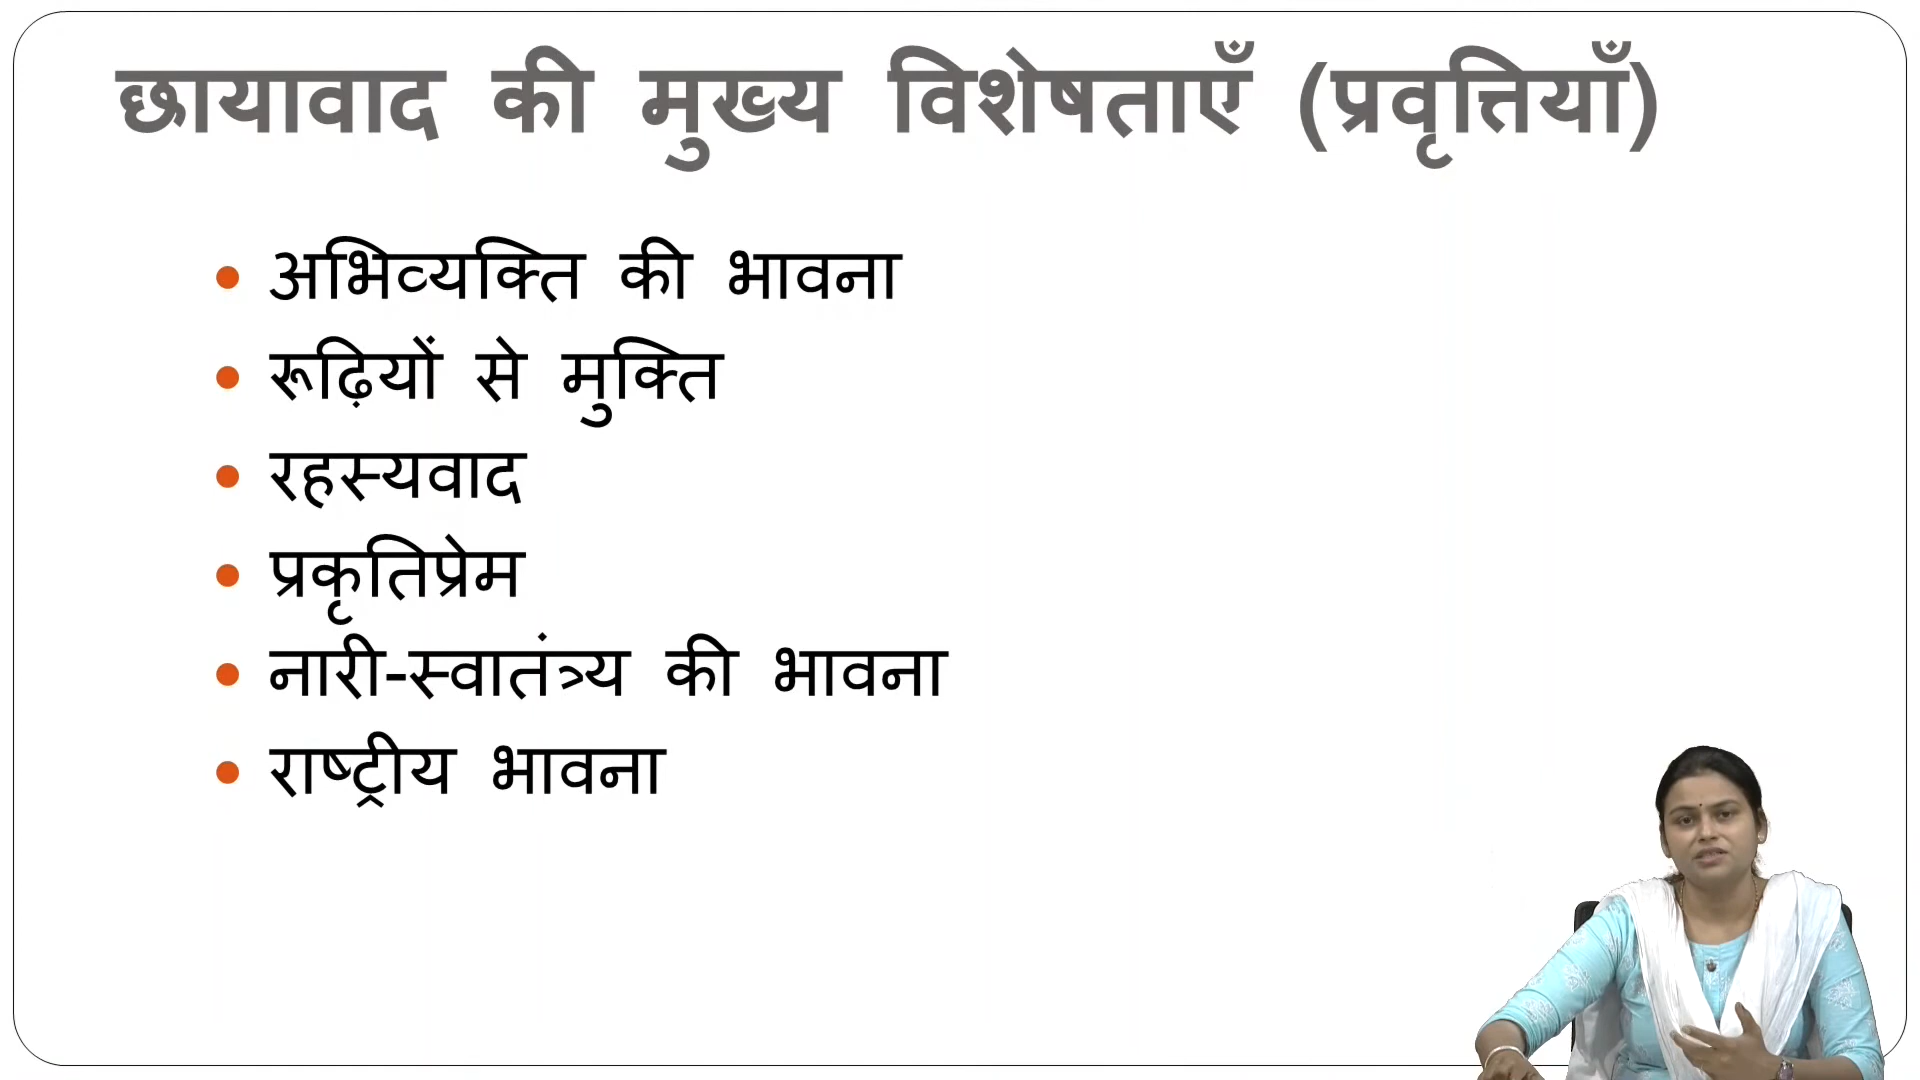 छायावाद की मुख्य विशेषताएँ (प्रवृत्तियाँ)
अभिव्यक्ति की भावना
रूढ़ियों से मुक्ति
रहस्यवाद
प्रकृतिप्रेम
नारी-स्वातंत्र्य की भावना
राष्ट्रीय भावना